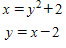 x = y² + 2
y = x − 2